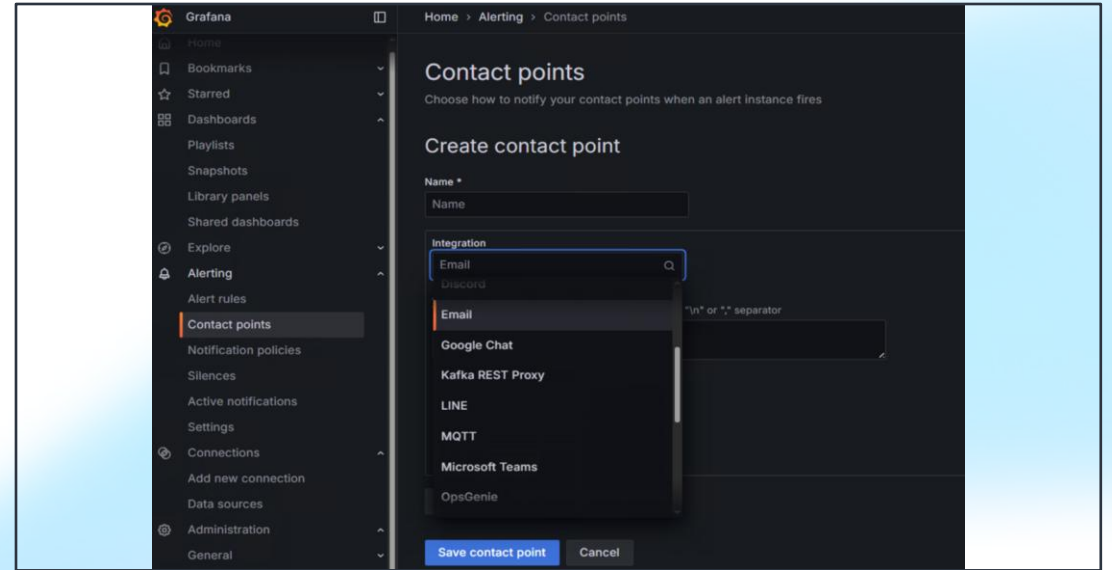 Grafana
Home
Bookmarks
Starred
Dashboards
Playlists
Snapshots
Library panels
Shared dashboards
Explore
Alerting
Alert rules
Contact points
Notification policies
Silences
Active notifications
Settings
Connections
Add new connection
Data sources
Administration
General
Home > Alerting > Contact points
Contact points
Choose how to notify your contact points when an alert instance fires
Create contact point
Name *
Name
Integration
Email
Discord
Email
"\n" or "," separator
Google Chat
Kafka REST Proxy
LINE
MQTT
Microsoft Teams
OpsGenie
Save contact point Cancel